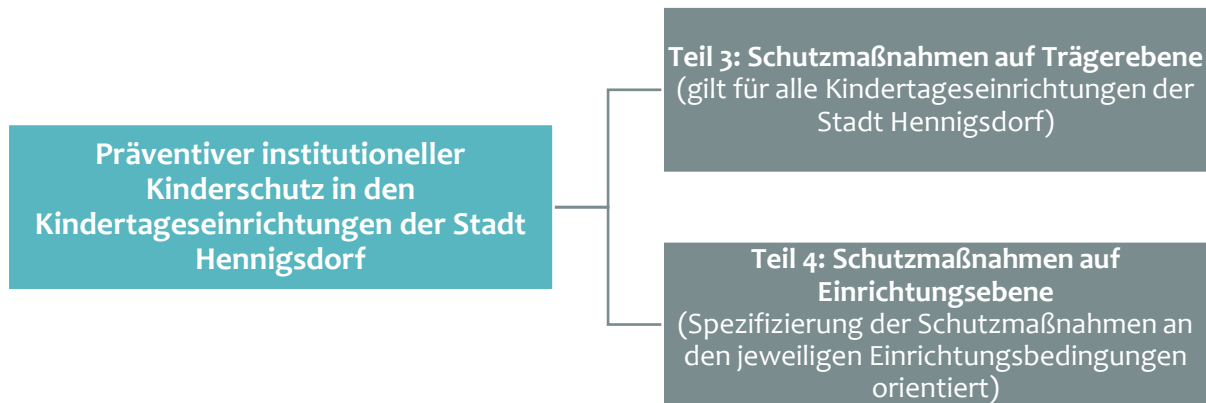 Präventiver institutioneller
Kinderschutz in den
Kindertageseinrichtungen der Stadt
Hennigsdorf
Teil 3: Schutzmaßnahmen auf Trägerebene
(gilt für alle Kindertageseinrichtungen der
Stadt Hennigsdorf)
Teil 4: Schutzmaßnahmen auf
Einrichtungsebene
(Spezifizierung der Schutzmaßnahmen an
den jeweiligen Einrichtungsbedingungen
orientiert)